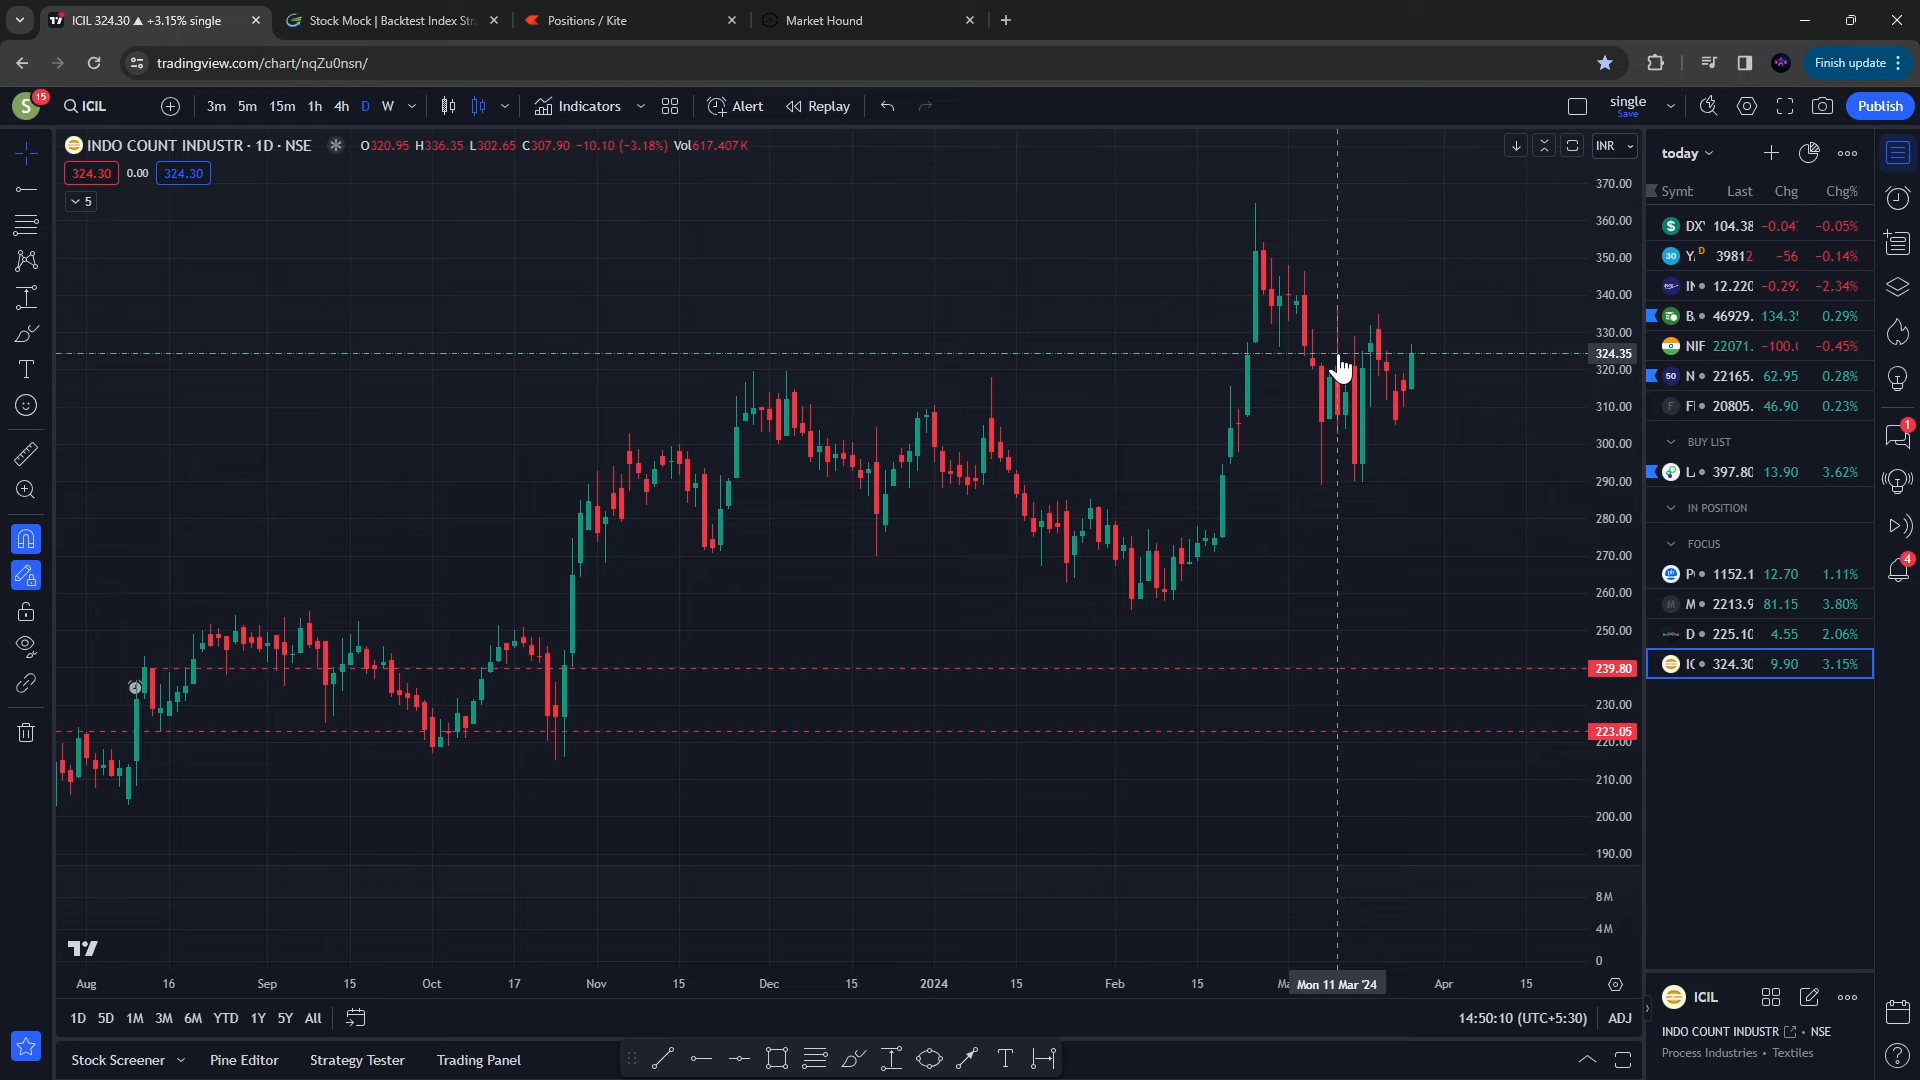 ICIL 324.30 ▲ +3.15% single
Stock Mock | Backtest Index Str
Positions / Kite
Market Hound
tradingview.com/chart/nqZu0nsn/
Finish update
S
15
ICIL
3m 5m 15m 1h 4h D W
Indicators
Alert
Replay
single
Save
Publish
INDO COUNT INDUSTR · 1D · NSE
O320.95 H336.35 L302.65 C307.90 -10.10 (-3.18%) Vol617.407K
INR
324.30 0.00 324.30
5
370.00
360.00
350.00
340.00
330.00
324.35
320.00
310.00
300.00
290.00
280.00
270.00
260.00
250.00
239.80
230.00
223.05
220.00
210.00
200.00
190.00
8M
4M
0
Aug 16 Sep 15 Oct 17 Nov 15 Dec 15 2024 15 Feb 15 Mon 11 Mar '24 Apr 15
1D 5D 1M 3M 6M YTD 1Y 5Y All
14:50:10 (UTC+5:30) ADJ
Stock Screener Pine Editor Strategy Tester Trading Panel
today
Symb Last Chg Chg%
DX 104.38 -0.04 -0.05%
30 Y D 39812 -56 -0.14%
12.220 -0.29 -2.34%
B 46929. 134.3 0.29%
NIF 22071. -100.( -0.45%
50 N 22165. 62.95 0.28%
F 20805. 46.90 0.23%
BUY LIST
397.80 13.90 3.62%
IN POSITION
FOCUS
P 1152.1 12.70 1.11%
M M 2213.9 81.15 3.80%
D 225.10 4.55 2.06%
324.30 9.90 3.15%
1
4
ICIL
INDO COUNT INDUSTR • NSE
Process Industries • Textiles